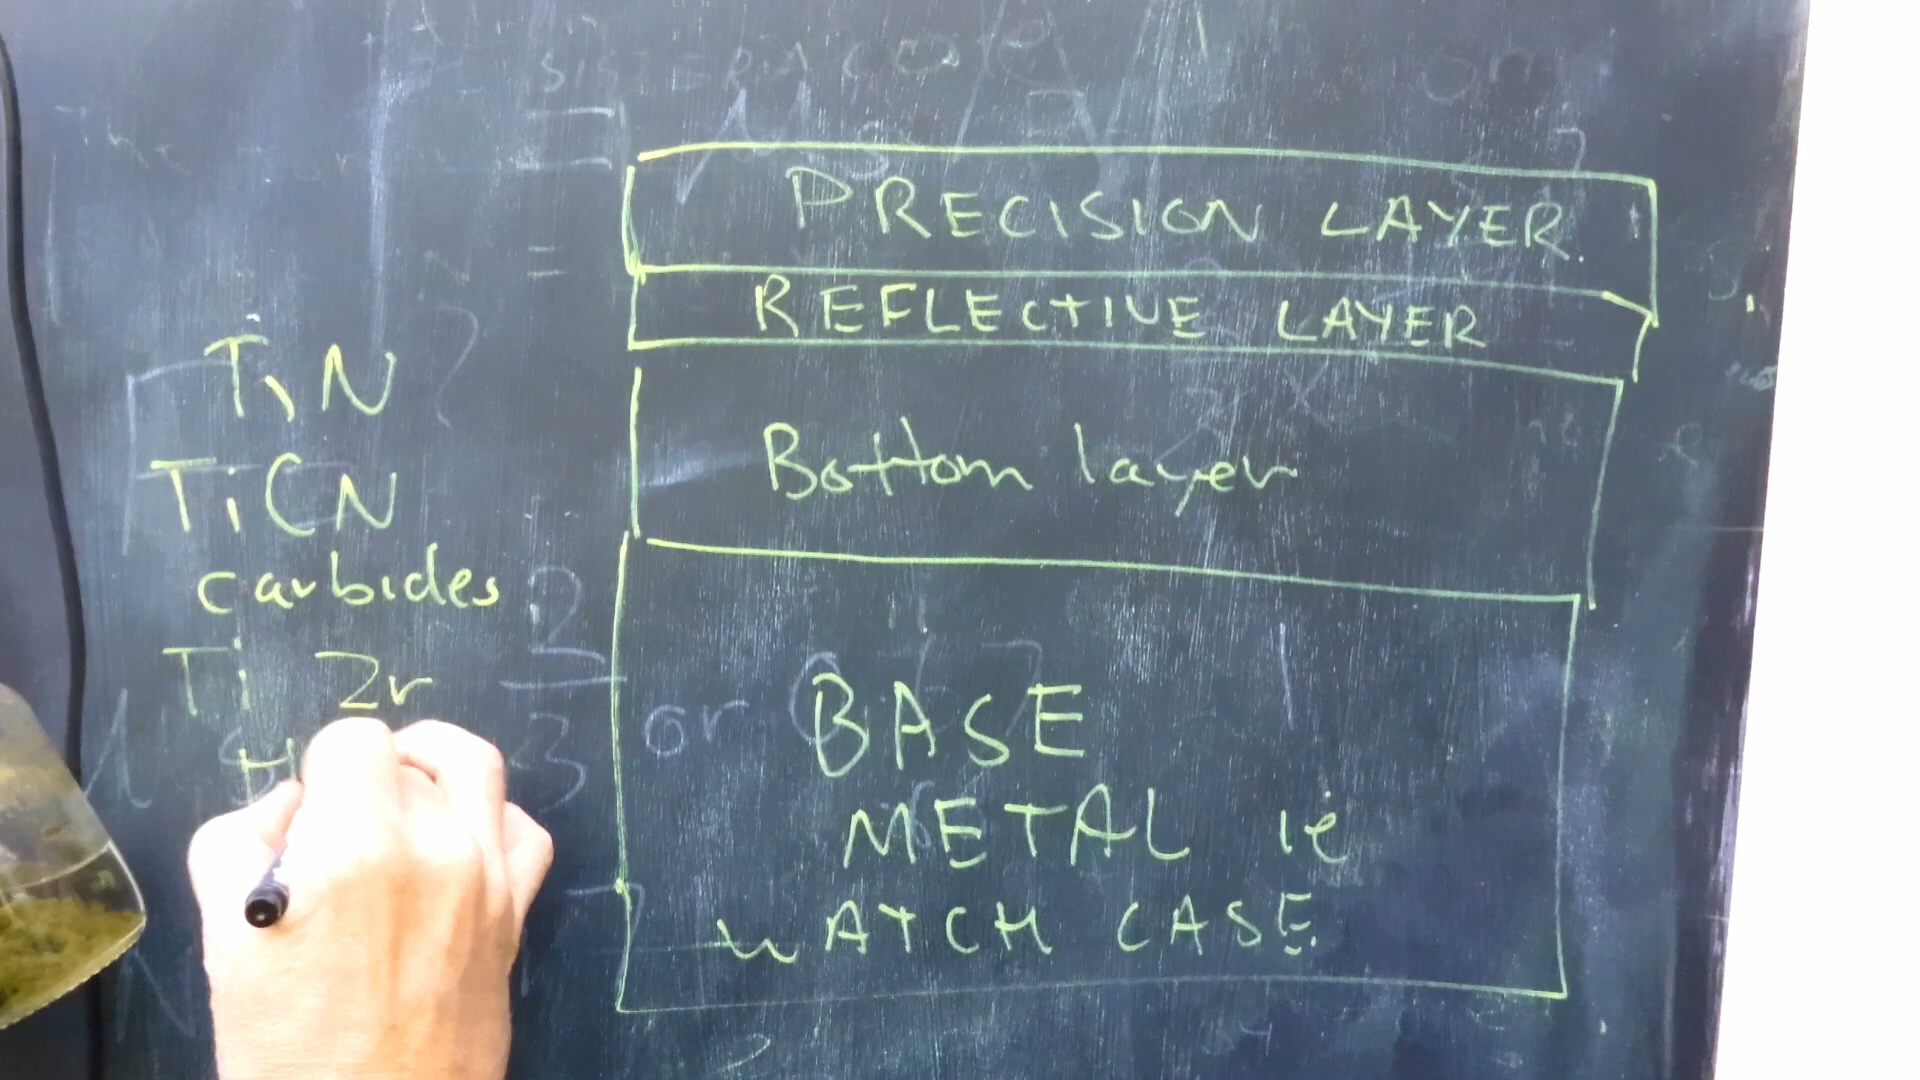 PRECISION LAYER.
REFLECTIVE LAYER
TiN
Bottom layer
TiCN
carbides
Ti Zr
or
BASE
METAL ie
WATCH CASE